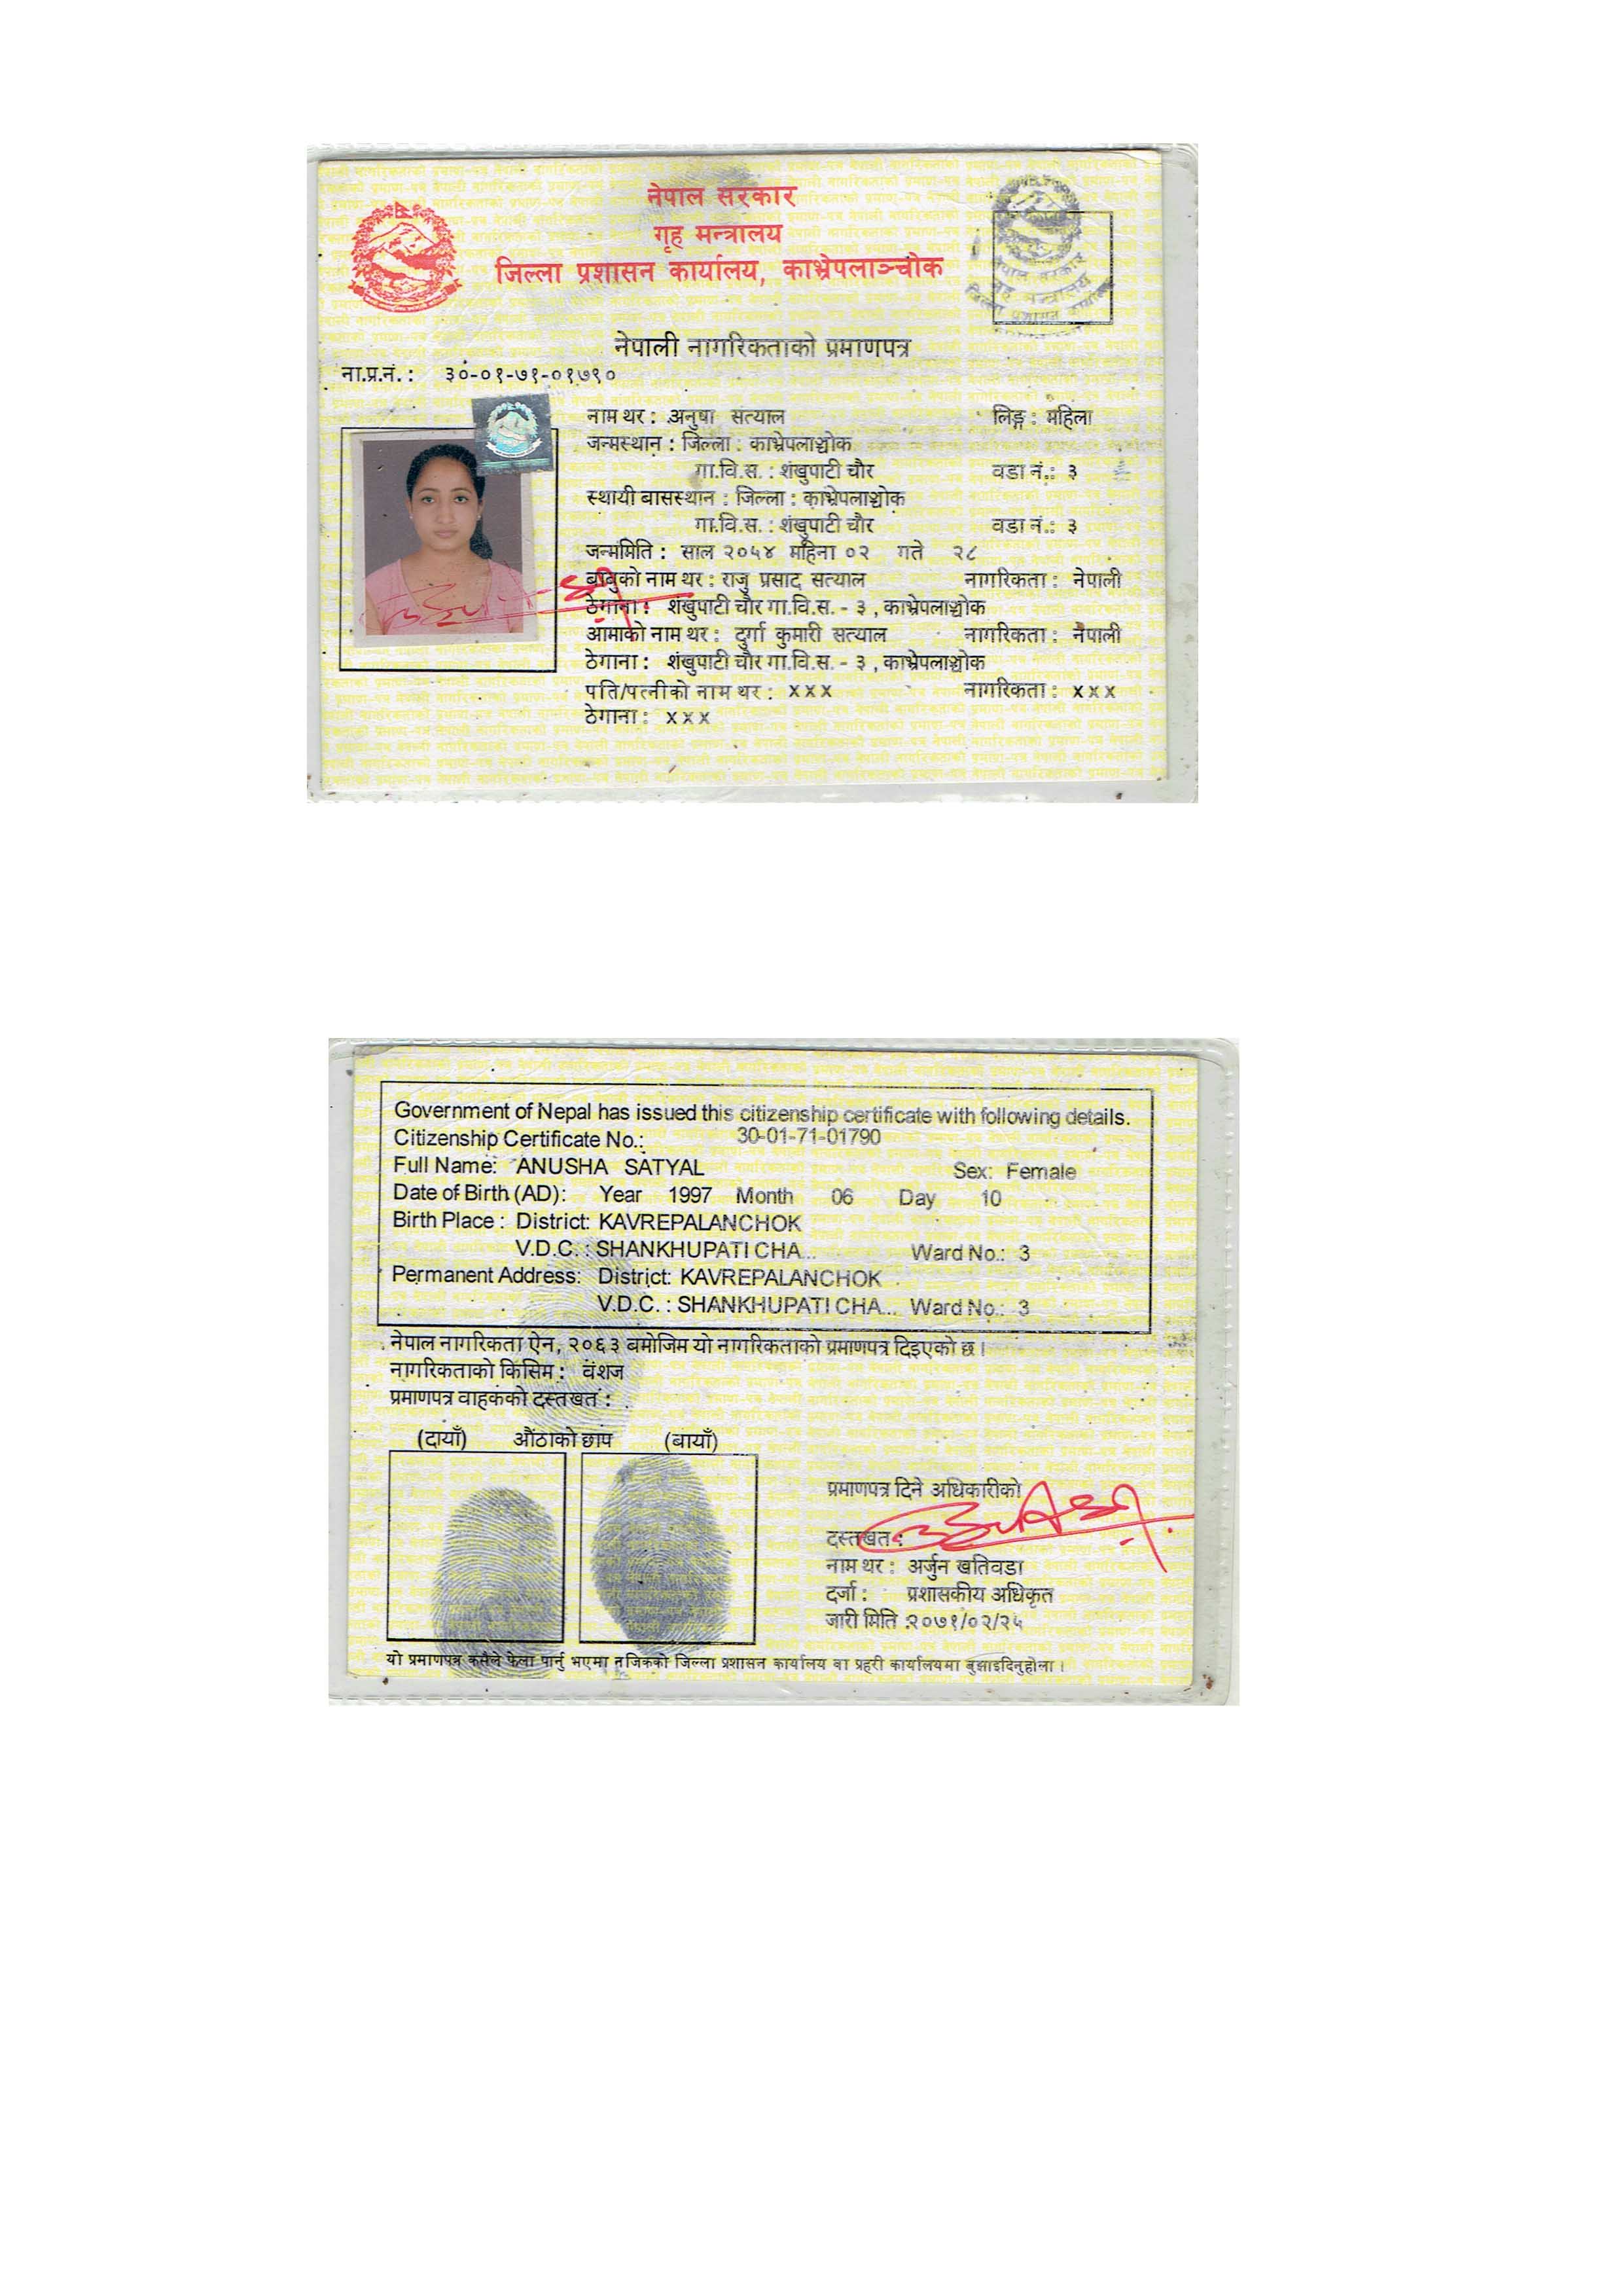 नेपाल सरकार
गृह मन्त्रालय
जिल्ला प्रशासन कार्यालय, काभ्रेपलाञ्चोक
नेपाल सरकार
गृह मन्त्रालय
जिल्ला प्रशासन कार्यालय
नेपाली नागरिकताको प्रमाणपत्र
ना.प्र.नं. : ३०-०१-७१-०१७९०
नाम थर : अनुषा सत्याल लिङ्ग : महिला
जन्मस्थान : जिल्ला : काभ्रेपलाञ्चोक
गा.वि.स. : शंखुपाटी चौर वडा नं.: ३
स्थायी बासस्थान : जिल्ला : काभ्रेपलाञ्चोक
गा.वि.स. : शंखुपाटी चौर वडा नं.: ३
जन्ममिति : साल २०५४ महिना ०२ गते २८
बाबुको नाम थर : राजु प्रसाद सत्याल नागरिकता : नेपाली
ठेगाना : शंखुपाटी चौर गा.वि.स. - ३ , काभ्रेपलाञ्चोक
आमाको नाम थर : दुर्गा कुमारी सत्याल नागरिकता : नेपाली
ठेगाना : शंखुपाटी चौर गा.वि.स. - ३ , काभ्रेपलाञ्चोक
पति/पत्नीको नाम थर : x x x नागरिकता : x x x
ठेगाना : x x x
Government of Nepal has issued this citizenship certificate with following details.
Citizenship Certificate No.: 30-01-71-01790
Full Name: ANUSHA SATYAL Sex: Female
Date of Birth (AD): Year 1997 Month 06 Day 10
Birth Place : District: KAVREPALANCHOK
V.D.C. : SHANKHUPATI CHA... Ward No.: 3
Permanent Address: District: KAVREPALANCHOK
V.D.C. : SHANKHUPATI CHA... Ward No.: 3
नेपाल नागरिकता ऐन, २०६३ बमोजिम यो नागरिकताको प्रमाणपत्र दिइएको छ।
नागरिकताको किसिम : वंशज
प्रमाणपत्र वाहकको दस्तखत :
(दायाँ) औंठाको छाप (बायाँ)
प्रमाणपत्र दिने अधिकारीको
दस्तखत :
नाम थर : अर्जुन खतिवडा
दर्जा : प्रशासकीय अधिकृत
जारी मिति :२०७१/०२/२५
यो प्रमाणपत्र कसैले फेला पार्नु भएमा नजिकको जिल्ला प्रशासन कार्यालय वा प्रहरी कार्यालयमा बुझाइदिनुहोला ।